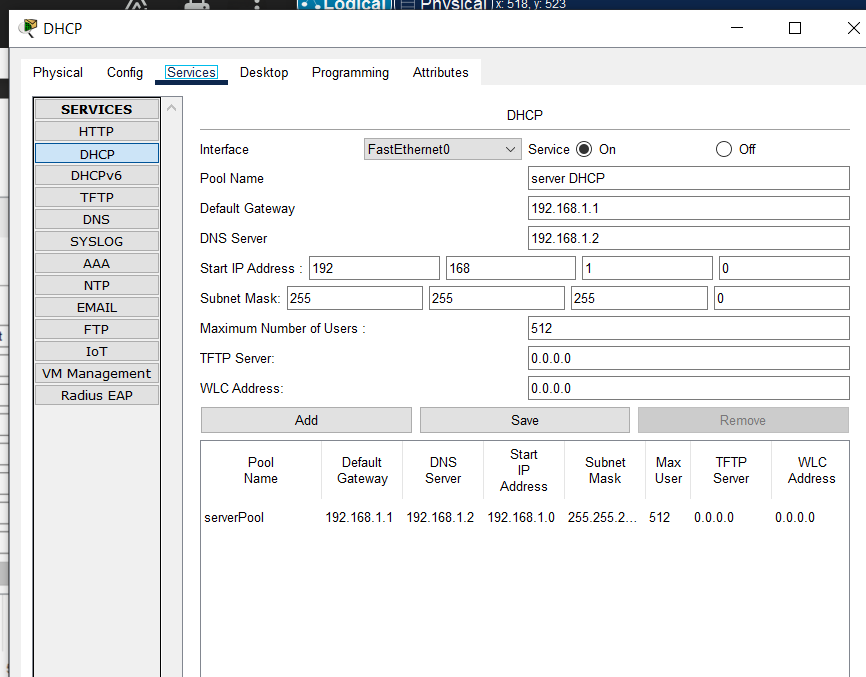 Logical Physical x: 518, y: 523
DHCP
Physical Config Services Desktop Programming Attributes
SERVICES
HTTP
DHCP
DHCPv6
TFTP
DNS
SYSLOG
AAA
NTP
EMAIL
FTP
IoT
VM Management
Radius EAP
DHCP
Interface FastEthernet0 Service On Off
Pool Name server DHCP
Default Gateway 192.168.1.1
DNS Server 192.168.1.2
Start IP Address : 192 168 1 0
Subnet Mask: 255 255 255 0
Maximum Number of Users : 512
TFTP Server: 0.0.0.0
WLC Address: 0.0.0.0
Add Save Remove
Pool Name Default Gateway DNS Server Start IP Address Subnet Mask Max User TFTP Server WLC Address
serverPool 192.168.1.1 192.168.1.2 192.168.1.0 255.255.2... 512 0.0.0.0 0.0.0.0